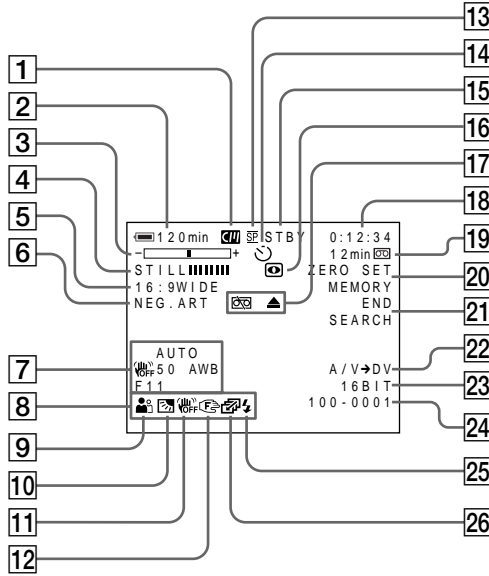 13
14
15
16
17
18
19
20
21
22
23
24
25
26
1
2
3
4
5
6
7
8
9
10
11
12
120min SP STBY 0:12:34
- + 12min
STILL ZERO SET
16:9WIDE MEMORY
NEG.ART END
SEARCH
AUTO
OFF 50 AWB A/V→DV
F11 16BIT
OFF F 100-0001